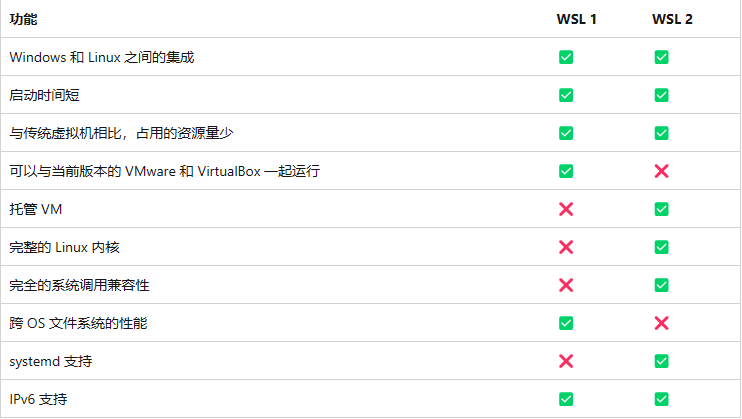 功能 WSL 1 WSL 2
Windows 和 Linux 之间的集成 ✅ ✅
启动时间短 ✅ ✅
与传统虚拟机相比，占用的资源量少 ✅ ✅
可以与当前版本的 VMware 和 VirtualBox 一起运行 ✅ ❌
托管 VM ❌ ✅
完整的 Linux 内核 ❌ ✅
完全的系统调用兼容性 ❌ ✅
跨 OS 文件系统的性能 ✅ ❌
systemd 支持 ❌ ✅
IPv6 支持 ✅ ✅